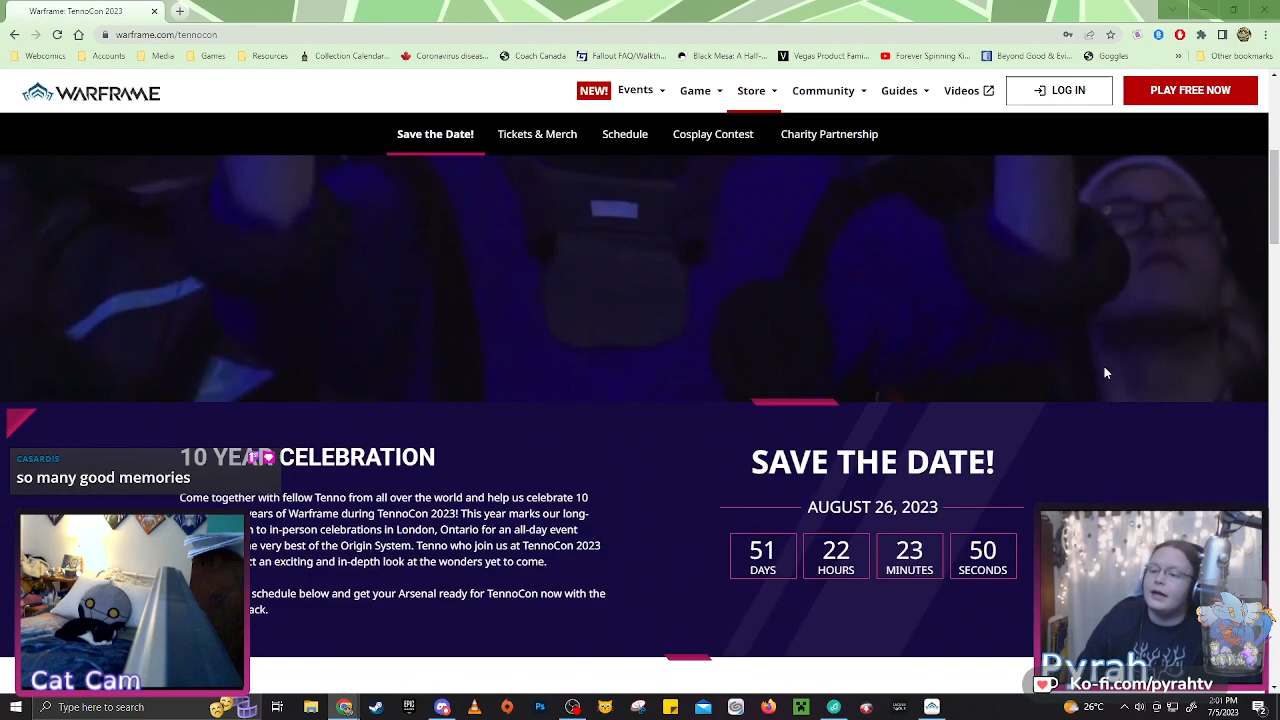 TennoCon 2023
warframe.com/tennocon
Welcomics
Accounts
Media
Games
Resources
Collection Calendar...
Coronavirus diseas...
Coach Canada
Fallout FAQ/Walkth...
Black Mesa: A Half-...
Vegas Product Fami...
Forever Spinning Ki...
Beyond Good & Evi...
Goggles
»
Other bookmarks
WARFRAME
NEW! Events
Game
Store
Community
Guides
Videos
LOG IN
PLAY FREE NOW
Save the Date!
Tickets & Merch
Schedule
Cosplay Contest
Charity Partnership
10 YEAR CELEBRATION
CASARDIS
so many good memories
Come together with fellow Tenno from all over the world and help us celebrate 10
years of Warframe during TennoCon 2023! This year marks our long-
n to in-person celebrations in London, Ontario for an all-day event
e very best of the Origin System. Tenno who join us at TennoCon 2023
ct an exciting and in-depth look at the wonders yet to come.
schedule below and get your Arsenal ready for TennoCon now with the
ack.
SAVE THE DATE!
AUGUST 26, 2023
51 22 23 50
DAYS HOURS MINUTES SECONDS
Cat Cam
Pyrah
Ko-fi.com/pyrahtv
26°C
2:01 PM
7/5/2023